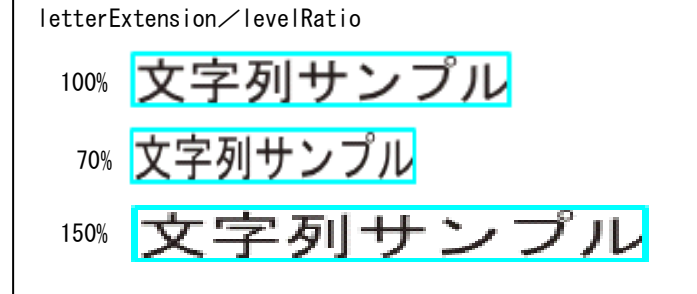 letterExtension／levelRatio
100% 文字列サンプル
70% 文字列サンプル
150% 文字列サンプル